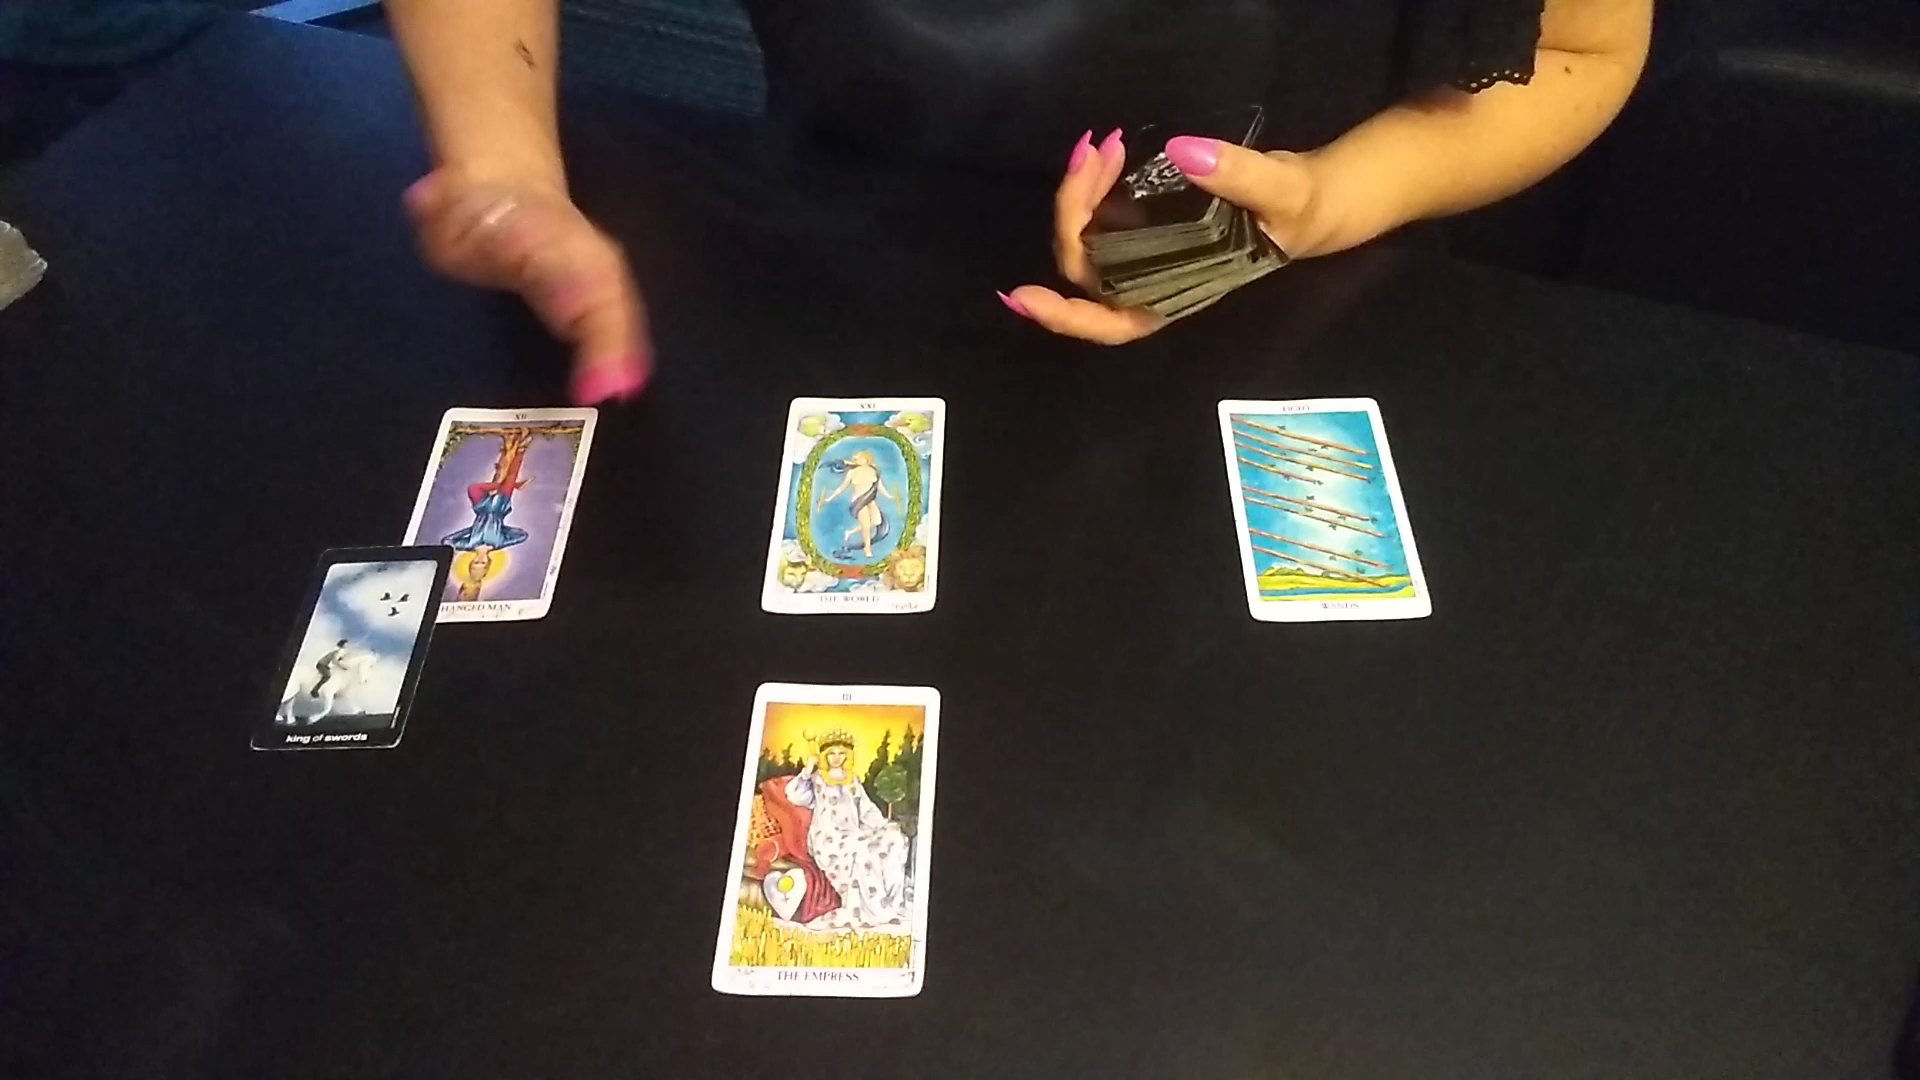 XII
XXI
EIGHT
HANGED MAN
THE WORLD
WANDS
king of swords
III
THE EMPRESS